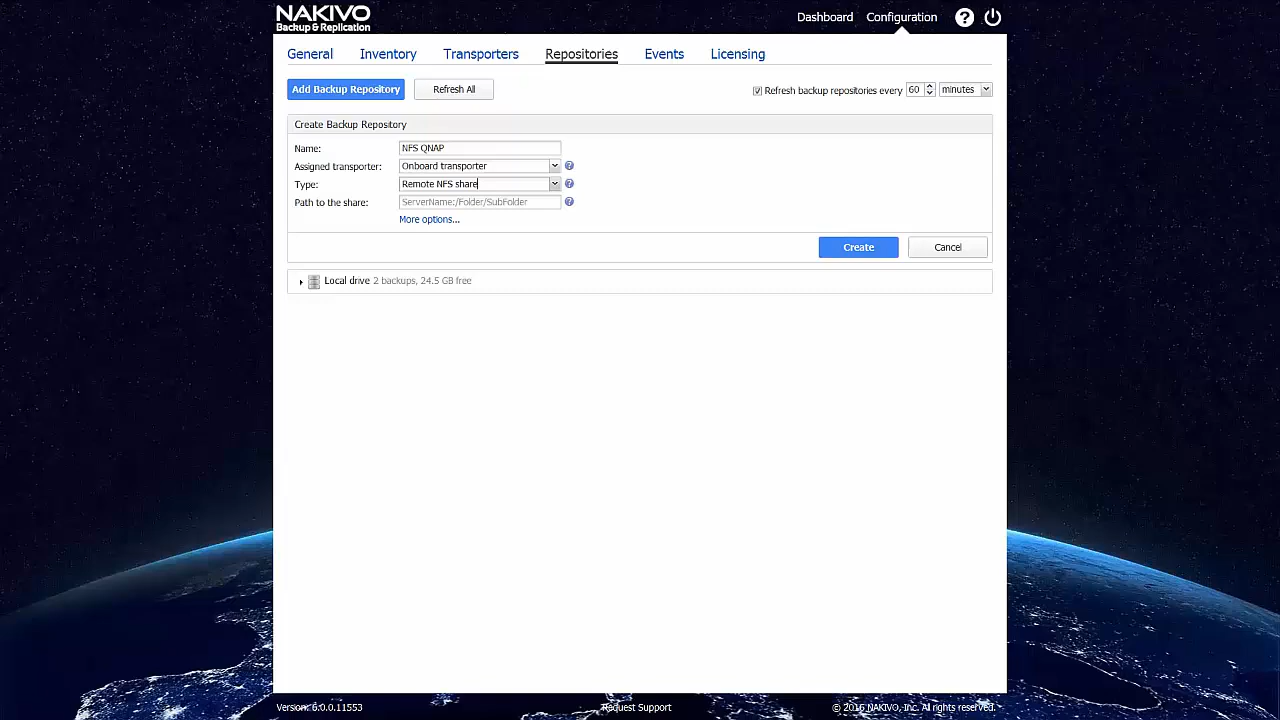 NAKIVO
Backup & Replication
Dashboard Configuration ?
General Inventory Transporters Repositories Events Licensing
Add Backup Repository Refresh All Refresh backup repositories every 60 minutes
Create Backup Repository
Name: NFS QNAP
Assigned transporter: Onboard transporter ?
Type: Remote NFS share ?
Path to the share: ServerName:/Folder/SubFolder ?
More options...
Create Cancel
Local drive 2 backups, 24.5 GB free
Version: 6.0.0.11553 Request Support © 2016 NAKIVO, Inc. All rights reserved.